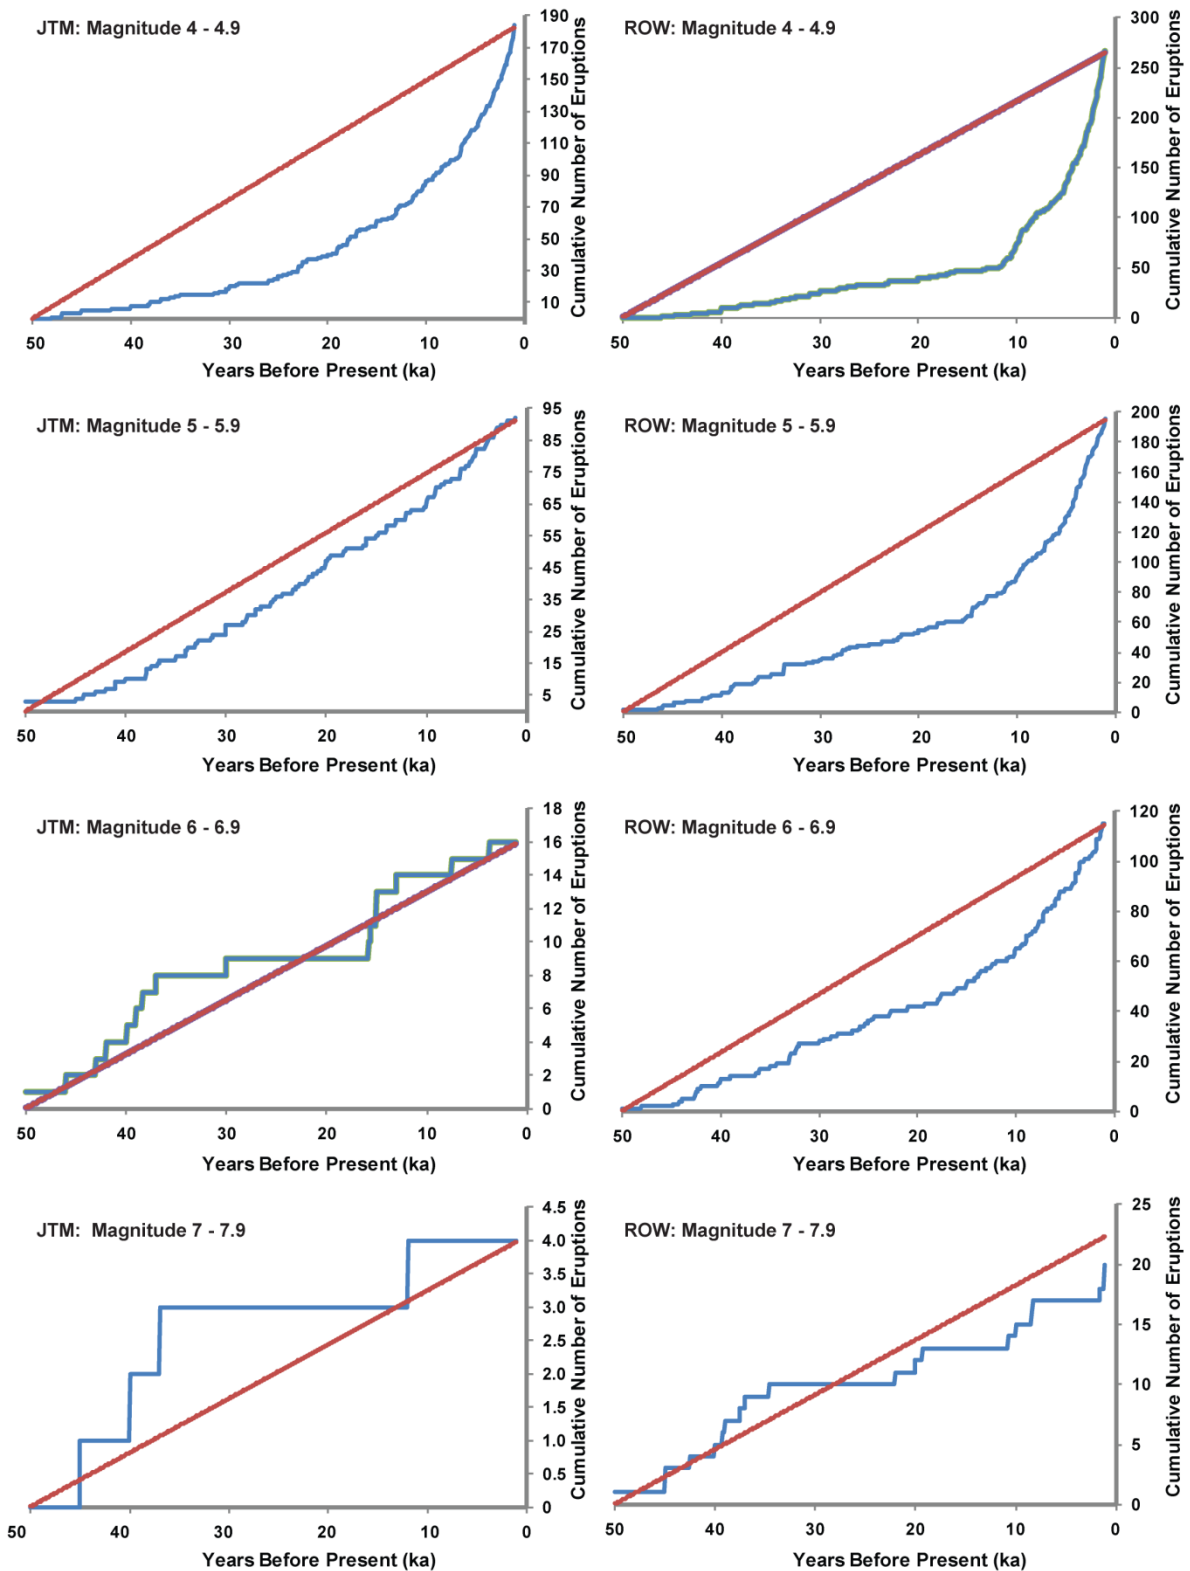 JTM: Magnitude 4 - 4.9
190
170
150
130
110
90
70
50
30
10
Cumulative Number of Eruptions
50 40 30 20 10 0
Years Before Present (ka)
ROW: Magnitude 4 - 4.9
300
250
200
150
100
50
0
Cumulative Number of Eruptions
50 40 30 20 10 0
Years Before Present (ka)
JTM: Magnitude 5 - 5.9
95
85
75
65
55
45
35
25
15
5
Cumulative Number of Eruptions
50 40 30 20 10 0
Years Before Present (ka)
ROW: Magnitude 5 - 5.9
200
180
160
140
120
100
80
60
40
20
0
Cumulative Number of Eruptions
50 40 30 20 10 0
Years Before Present (ka)
JTM: Magnitude 6 - 6.9
18
16
14
12
10
8
6
4
2
0
Cumulative Number of Eruptions
50 40 30 20 10 0
Years Before Present (ka)
ROW: Magnitude 6 - 6.9
120
100
80
60
40
20
0
Cumulative Number of Eruptions
50 40 30 20 10 0
Years Before Present (ka)
JTM: Magnitude 7 - 7.9
4.5
4.0
3.5
3.0
2.5
2.0
1.5
1.0
0.5
0
Cumulative Number of Eruptions
50 40 30 20 10 0
Years Before Present (ka)
ROW: Magnitude 7 - 7.9
25
20
15
10
5
0
Cumulative Number of Eruptions
50 40 30 20 10 0
Years Before Present (ka)